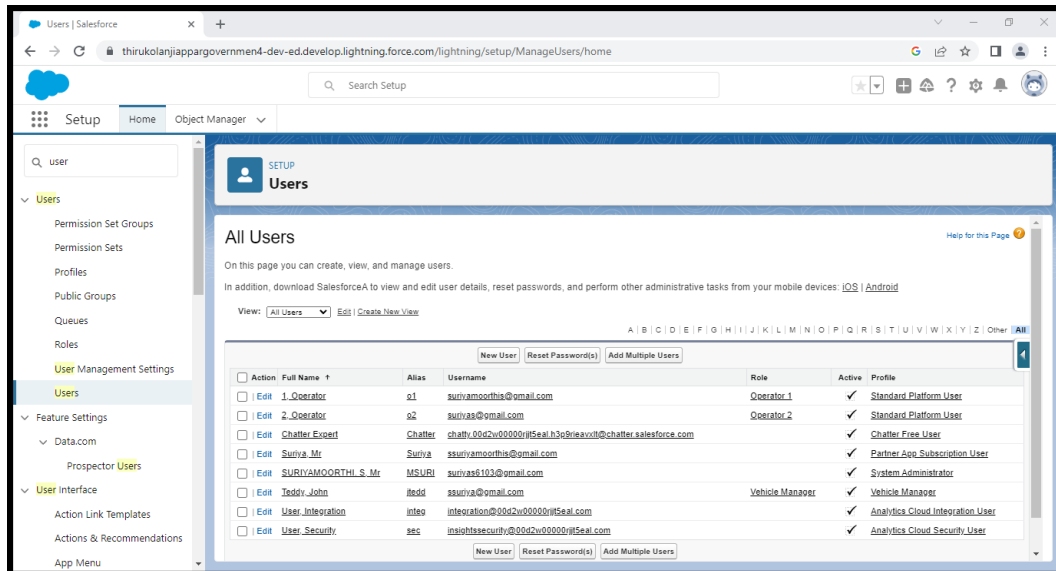 Users | Salesforce
thirukolanjiappargovernmen4-dev-ed.develop.lightning.force.com/lightning/setup/ManageUsers/home
Search Setup
Setup Home Object Manager
user
Users
Permission Set Groups
Permission Sets
Profiles
Public Groups
Queues
Roles
User Management Settings
Users
Feature Settings
Data.com
Prospector Users
User Interface
Action Link Templates
Actions & Recommendations
App Menu
SETUP
Users
All Users
Help for this Page
On this page you can create, view, and manage users.
In addition, download SalesforceA to view and edit user details, reset passwords, and perform other administrative tasks from your mobile devices: iOS | Android
View: All Users Edit | Create New View
A | B | C | D | E | F | G | H | I | J | K | L | M | N | O | P | Q | R | S | T | U | V | W | X | Y | Z | Other All
New User Reset Password(s) Add Multiple Users
Action Full Name ↑ Alias Username Role Active Profile
| Edit 1, Operator o1 suriyamoorthis@gmail.com Operator 1 ✓ Standard Platform User
| Edit 2, Operator o2 suriyas@gmail.com Operator 2 ✓ Standard Platform User
| Edit Chatter Expert Chatter chatty.00d2w00000rjjt5eal.h3p9rieavxlt@chatter.salesforce.com ✓ Chatter Free User
| Edit Suriya, Mr Suriya ssuriyamoorthis@gmail.com ✓ Partner App Subscription User
| Edit SURIYAMOORTHI. S, Mr MSURI suriyas6103@gmail.com ✓ System Administrator
| Edit Teddy, John jtedd ssuriya@gmail.com Vehicle Manager ✓ Vehicle Manager
| Edit User, Integration integ integration@00d2w00000rjjt5eal.com ✓ Analytics Cloud Integration User
| Edit User, Security sec insightssecurity@00d2w00000rjjt5eal.com ✓ Analytics Cloud Security User
New User Reset Password(s) Add Multiple Users